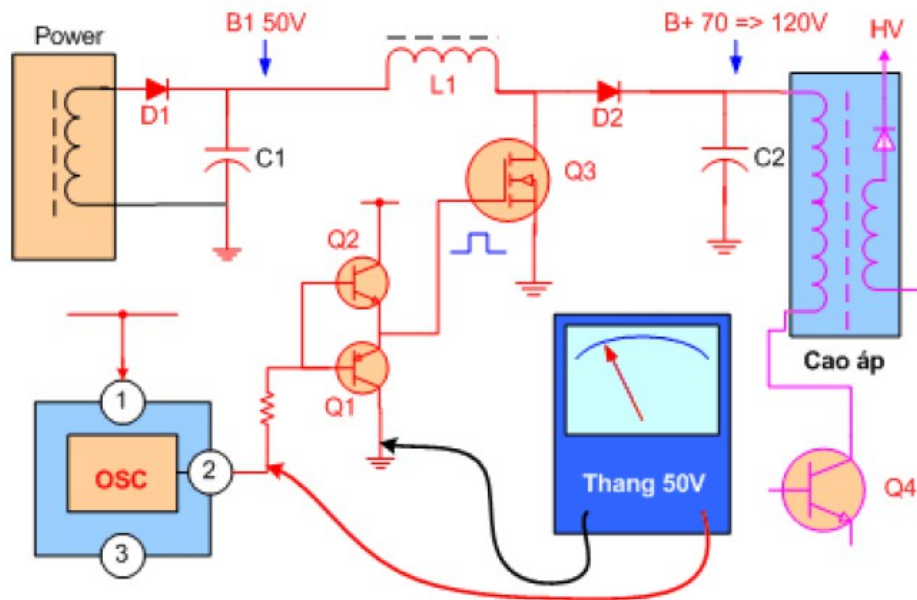 Power
B1 50V
B+ 70 => 120V
HV
L1
D1
D2
C1
Q3
C2
Q2
Cao áp
1
Q1
OSC
2
Thang 50V
Q4
3